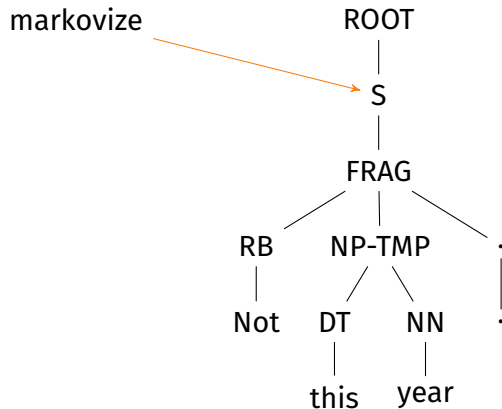 markovize ROOT
S
FRAG
RB NP-TMP .
Not DT NN .
this year